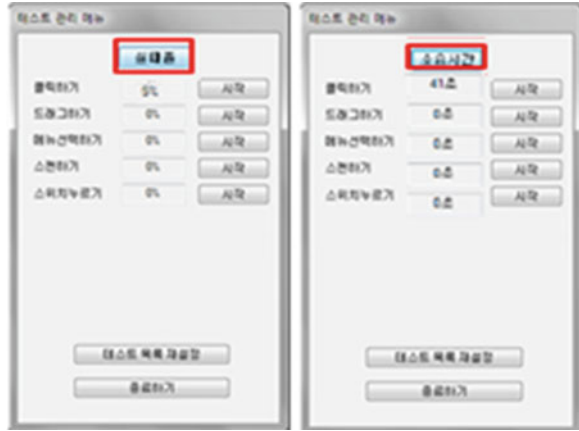 테스트 관리 메뉴
클릭하기 5% 시작
드래그하기 0% 시작
메뉴선택하기 0% 시작
스캔하기 0% 시작
스위치누르기 0% 시작
테스트 목록 재설정
종료하기
테스트 관리 메뉴
소요시간
클릭하기 41초 시작
드래그하기 0초 시작
메뉴선택하기 0초 시작
스캔하기 0초 시작
스위치누르기 0초 시작
테스트 목록 재설정
종료하기